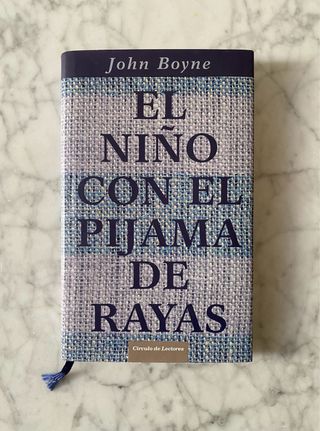 John Boyne
EL
NIÑO
CON EL
PIJAMA
DE
RAYAS
Círculo de Lectores